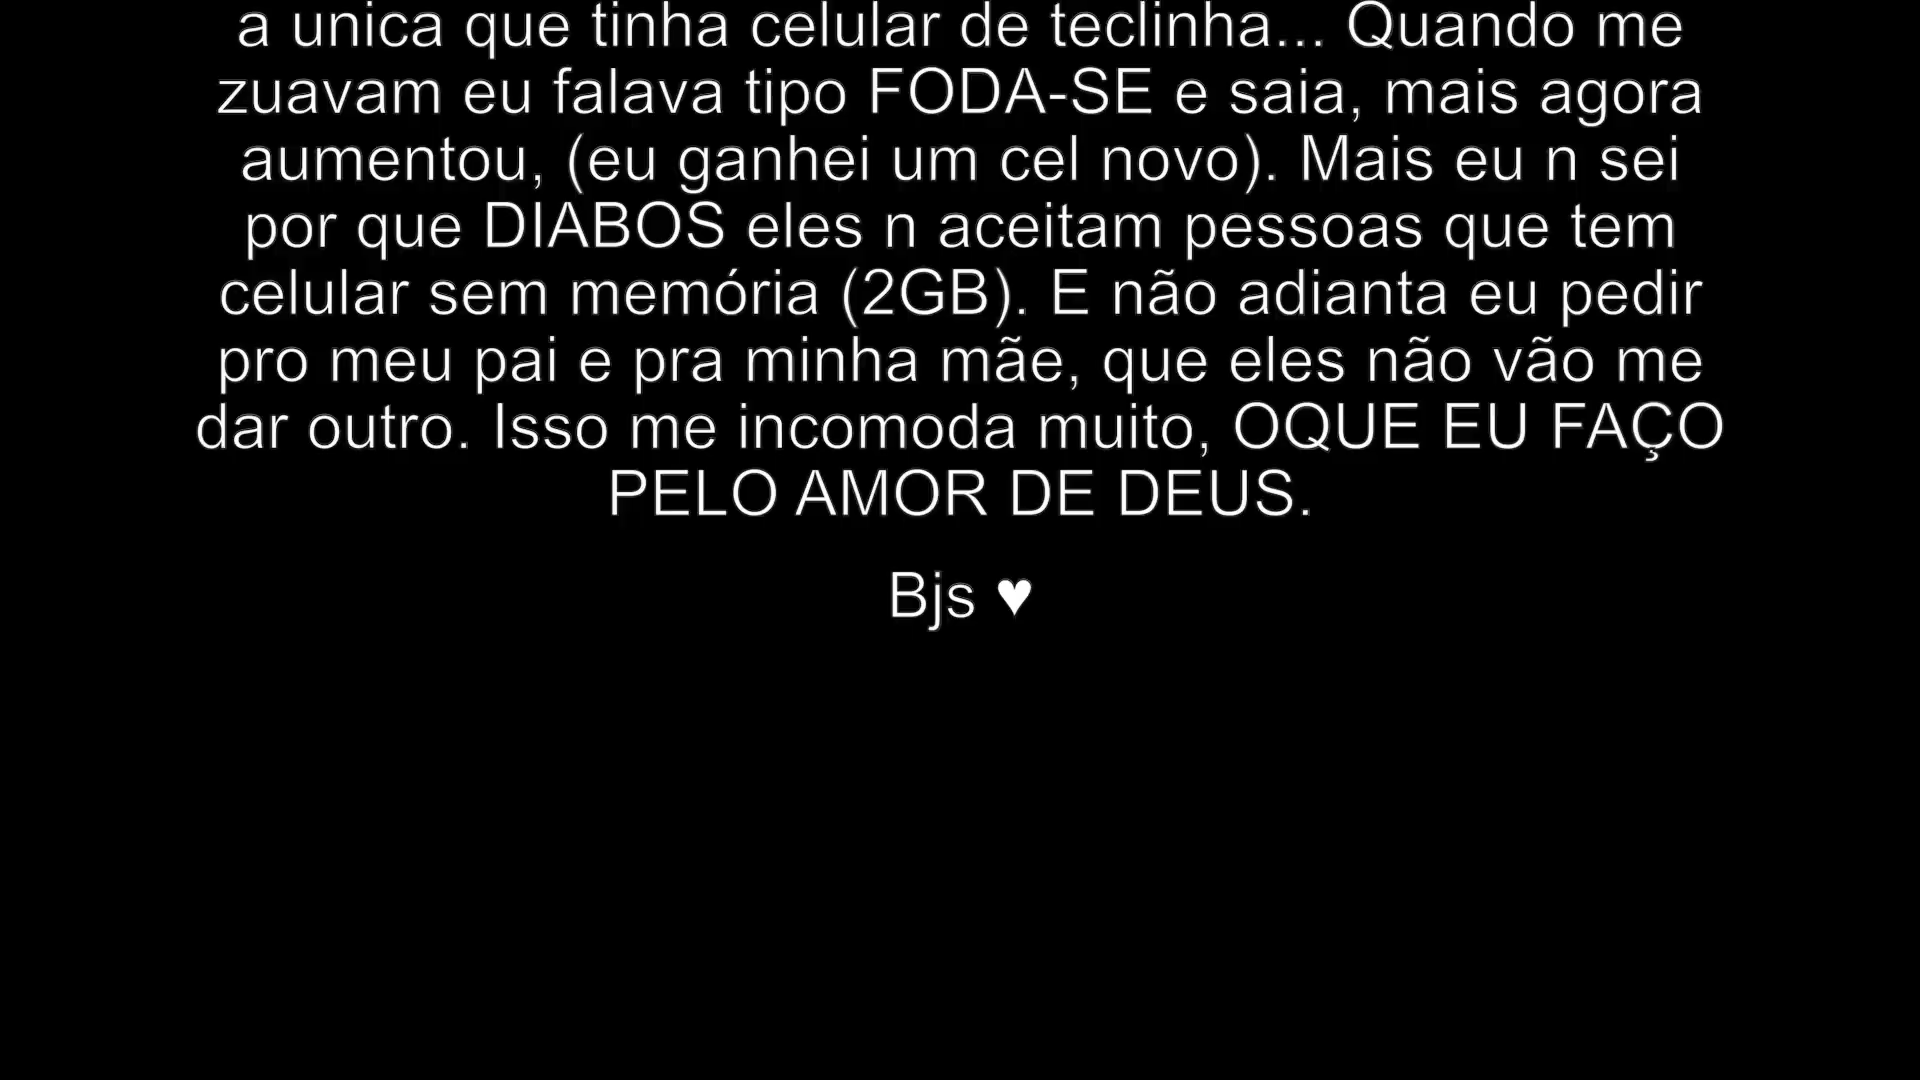 a unica que tinha celular de teclinha... Quando me
zuavam eu falava tipo FODA-SE e saia, mais agora
aumentou, (eu ganhei um cel novo). Mais eu n sei
por que DIABOS eles n aceitam pessoas que tem
celular sem memória (2GB). E não adianta eu pedir
pro meu pai e pra minha mãe, que eles não vão me
dar outro. Isso me incomoda muito, OQUE EU FAÇO
PELO AMOR DE DEUS.
Bjs ♥